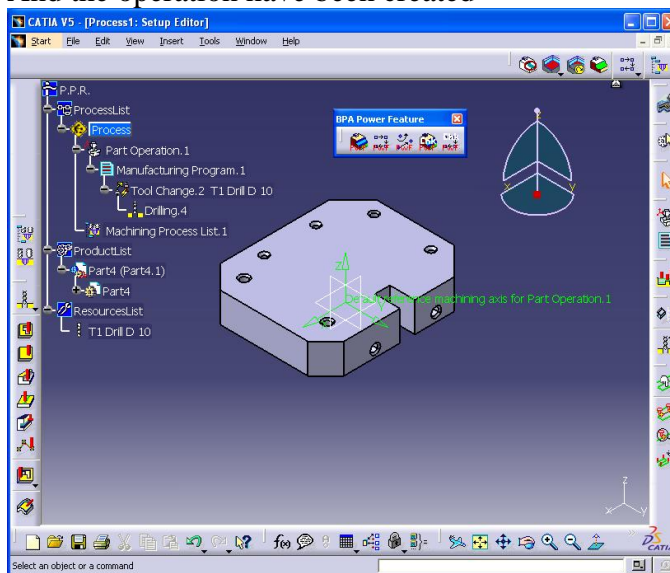 And the operation have been created
CATIA V5 - [Process1: Setup Editor]
Start File Edit View Insert Tools Window Help
P.P.R.
ProcessList
Process
Part Operation.1
Manufacturing Program.1
Tool Change.2 T1 Drill D 10
Drilling.4
Machining Process List.1
ProductList
Part4 (Part4.1)
Part4
ResourcesList
T1 Drill D 10
BPA Power Feature
z
x
y
z
Default reference machining axis for Part Operation.1
z
x
y
f(x)
CATIA
Select an object or a command